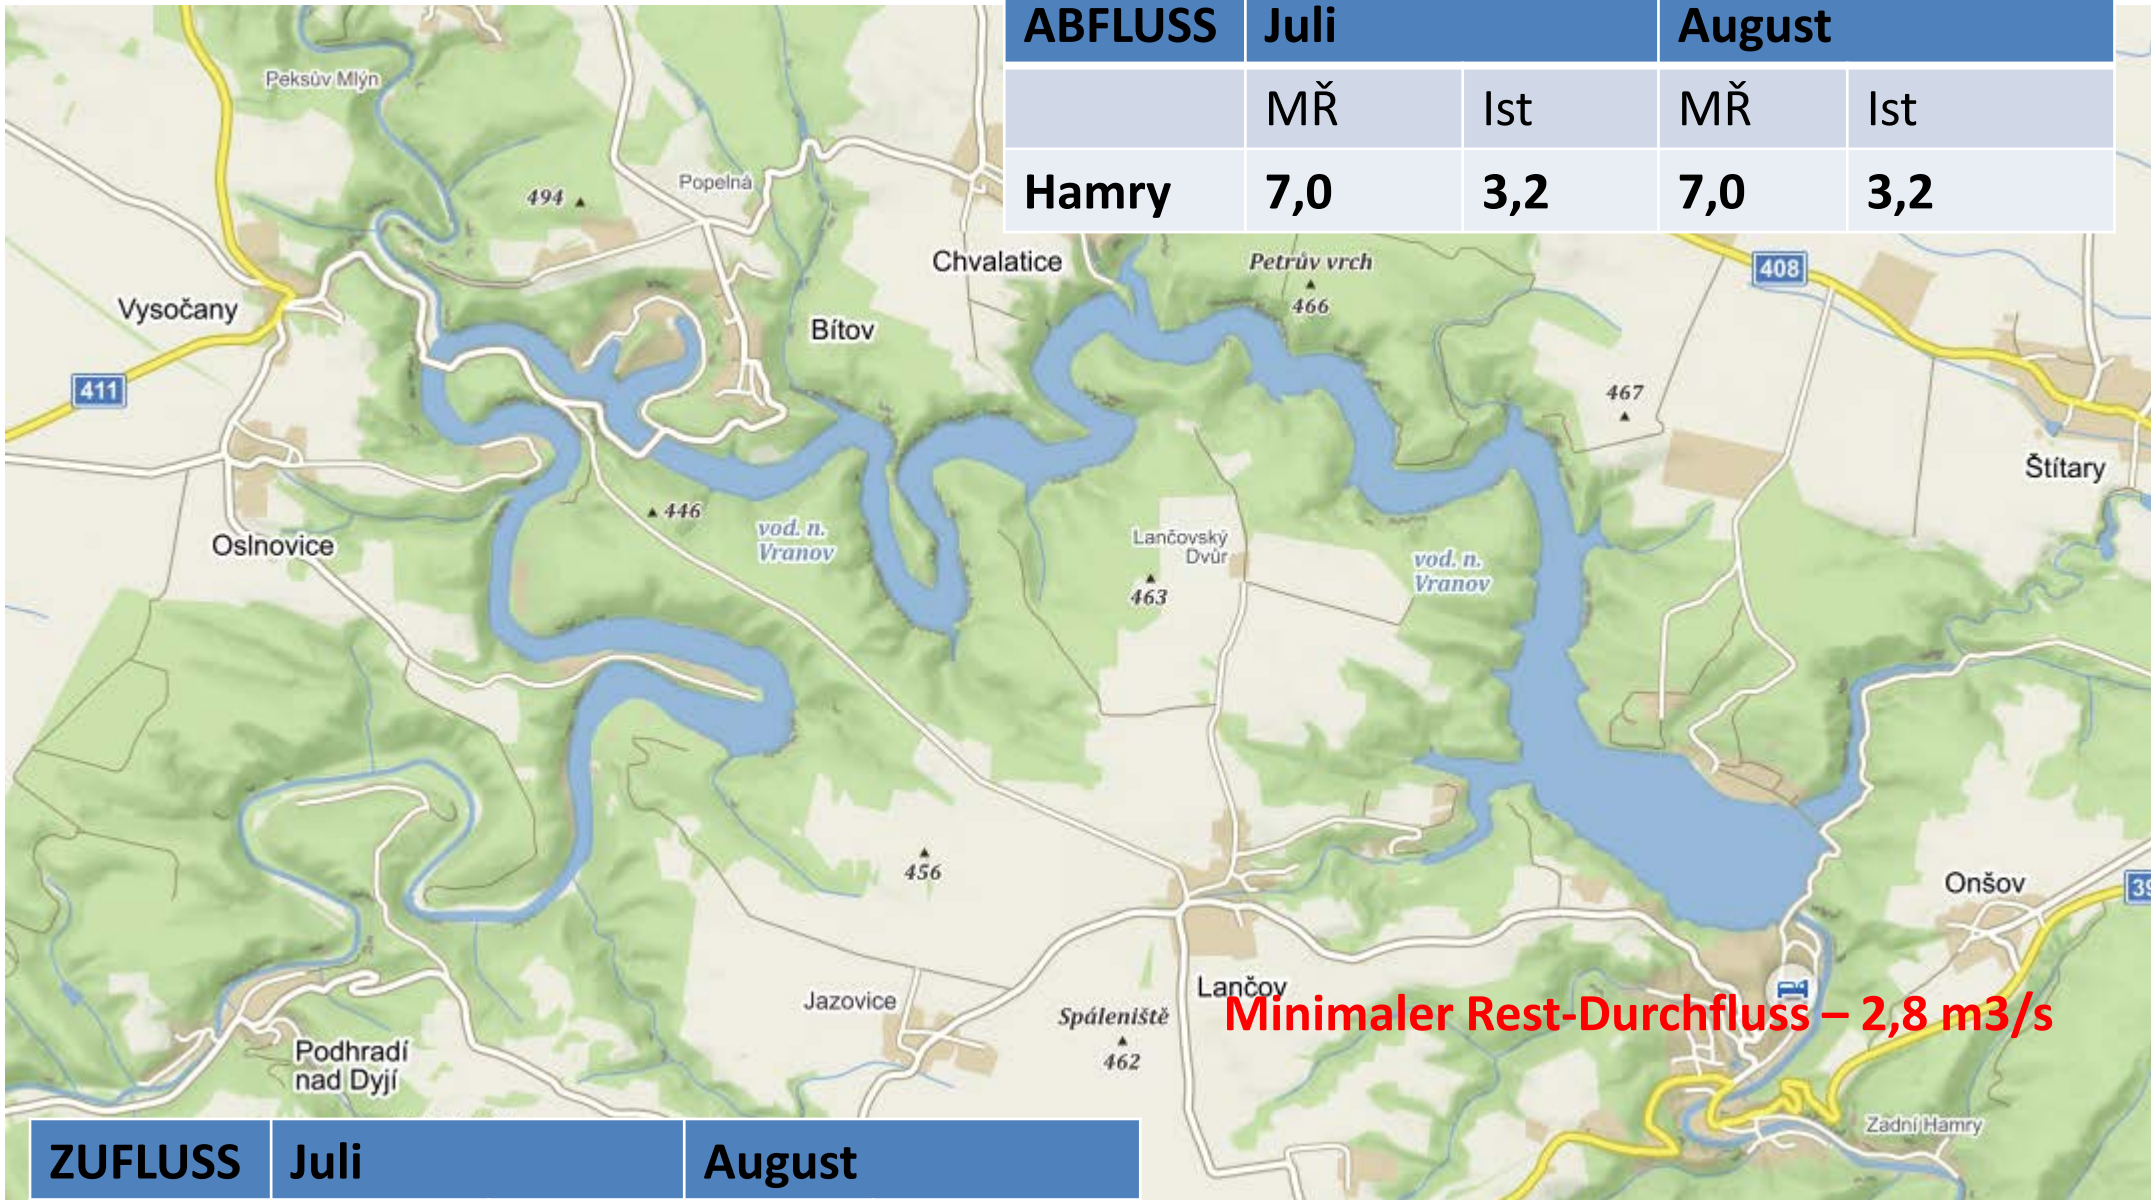 ABFLUSS Juli August
MŘ Ist MŘ Ist
Hamry 7,0 3,2 7,0 3,2
Peksův Mlýn
494
Popelná
Chvalatice
Petrův vrch
466
408
Vysočany
Bítov
411
467
Štítary
446
Oslnovice
vod. n.
Vranov
Lančovský
Dvůr
463
vod. n.
Vranov
456
Onšov
39
Lančov
Jazovice
Spáleniště
462
Minimaler Rest-Durchfluss – 2,8 m3/s
Podhradí
nad Dyjí
Zadní Hamry
ZUFLUSS Juli August